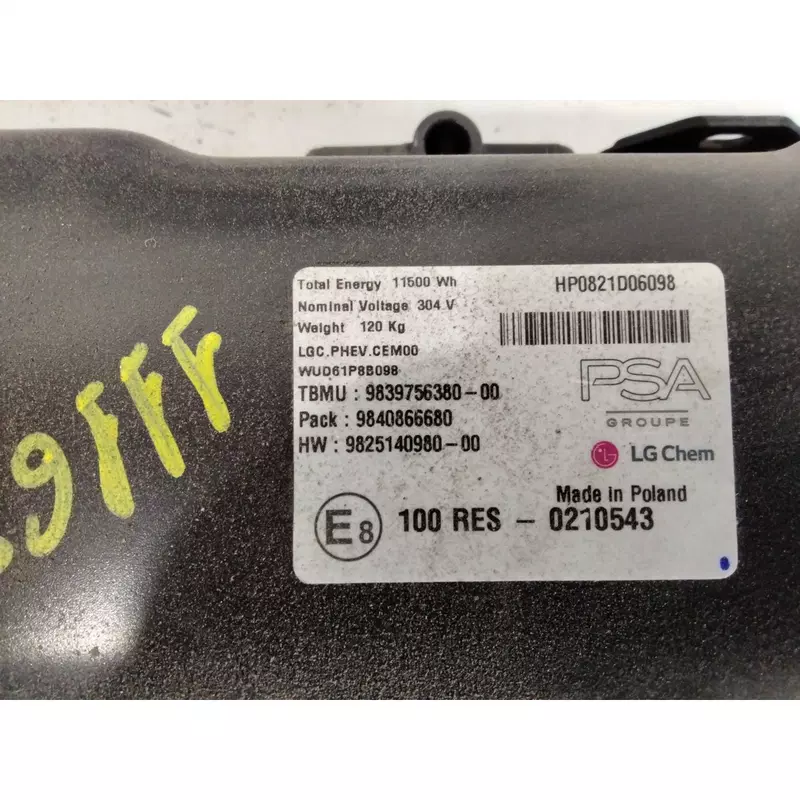 Total Energy 11500 Wh
Nominal Voltage 304 V
Weight 120 Kg
LGC.PHEV.CEM00
WUD61P8B098
TBMU : 9839756380-00
Pack : 9840866680
HW : 9825140980-00
HP0821D06098
PSA
GROUPE
LG Chem
Made in Poland
E8 100 RES - 0210543